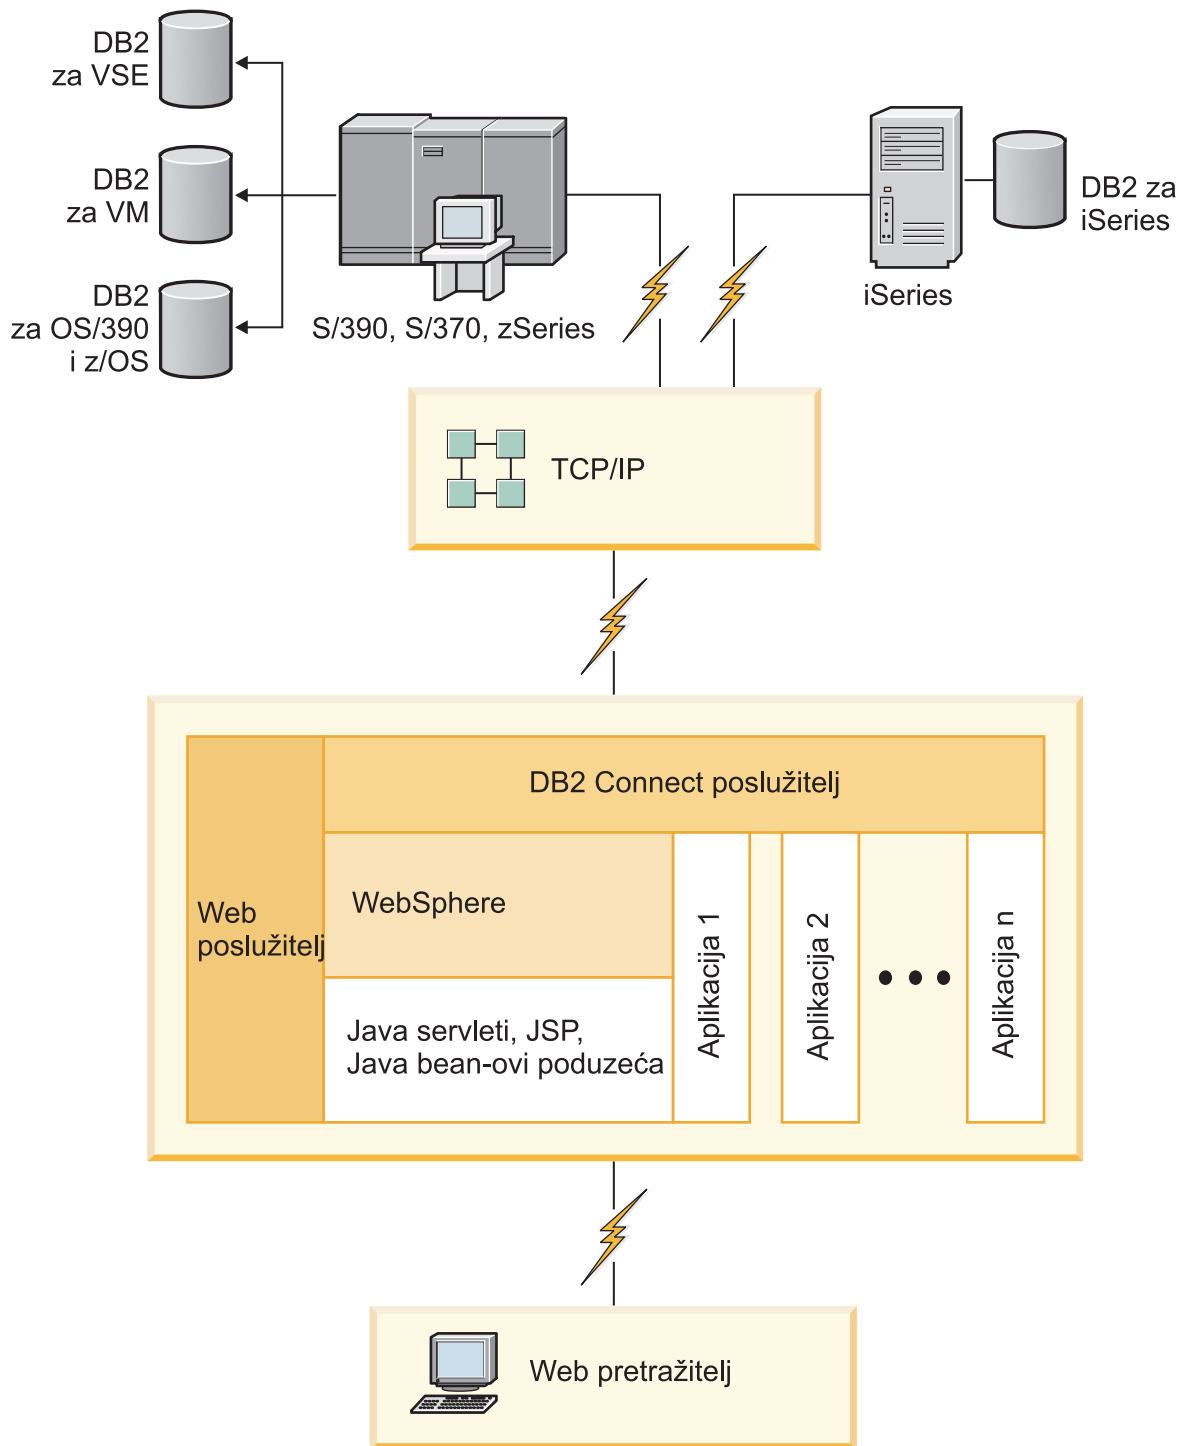 DB2
za VSE
DB2
za VM
DB2
za OS/390
i z/OS
S/390, S/370, zSeries
iSeries
DB2 za
iSeries
TCP/IP
DB2 Connect poslužitelj
Web
poslužitelj
WebSphere
Java servleti, JSP,
Java bean-ovi poduzeća
Aplikacija 1
Aplikacija 2
Aplikacija n
Web pretražitelj